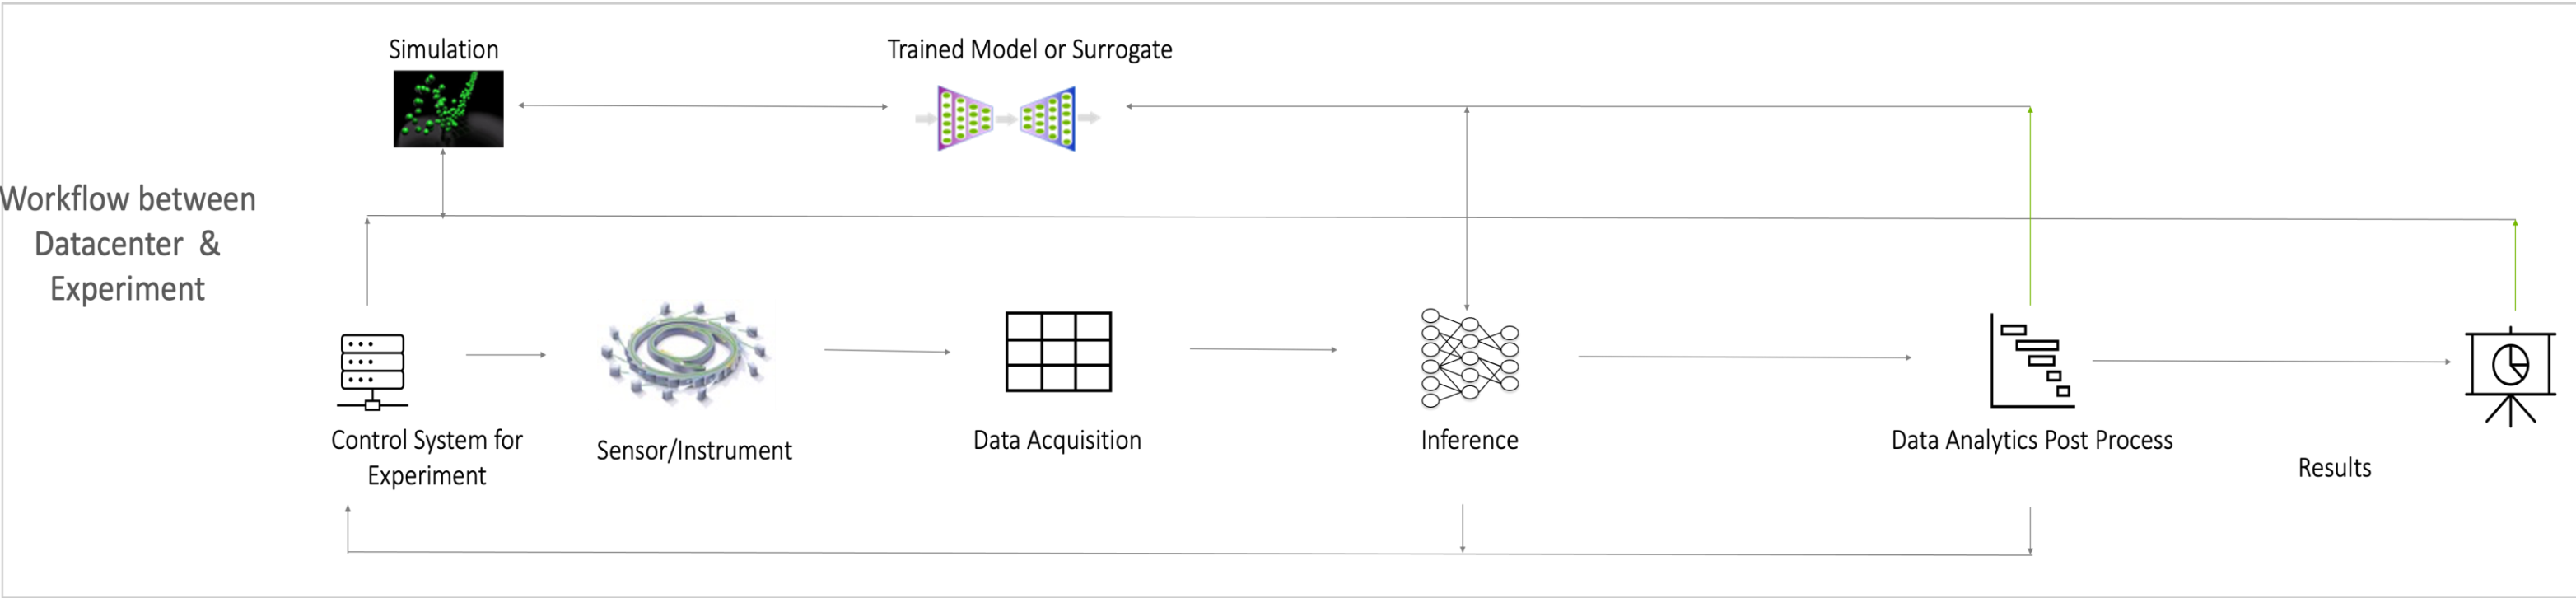 Simulation
Trained Model or Surrogate
Workflow between
Datacenter &
Experiment
Control System for
Experiment
Sensor/Instrument
Data Acquisition
Inference
Data Analytics Post Process
Results